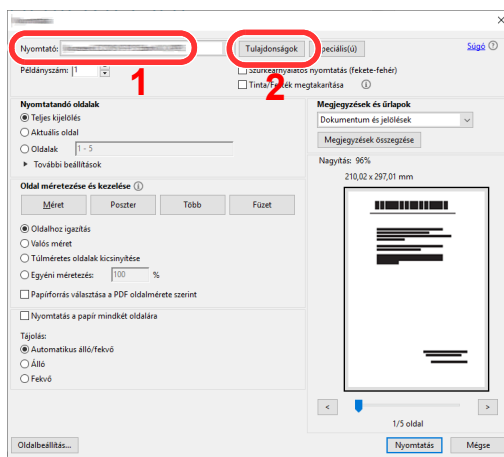 Nyomtató:
Tulajdonságok
Speciális(ú)
Súgó
Példányszám: 1
1
2
Szürkeárnyalatos nyomtatás (fekete-fehér)
Tinta/Festék megtakarítása
Nyomtatandó oldalak
Teljes kijelölés
Aktuális oldal
Oldalak 1 - 5
További beállítások
Oldal méretezése és kezelése
Méret Poszter Több Füzet
Oldalhoz igazítás
Valós méret
Túlméretes oldalak kicsinyítése
Egyéni méretezés: 100 %
Papírforrás választása a PDF oldalmérete szerint
Nyomtatás a papír mindkét oldalára
Tájolás:
Automatikus álló/fekvő
Álló
Fekvő
Megjegyzések és űrlapok
Dokumentum és jelölések
Megjegyzések összegzése
Nagyítás: 96%
210,02 x 297,01 mm
< >
1/5 oldal
Oldalbeállítás...
Nyomtatás
Mégse